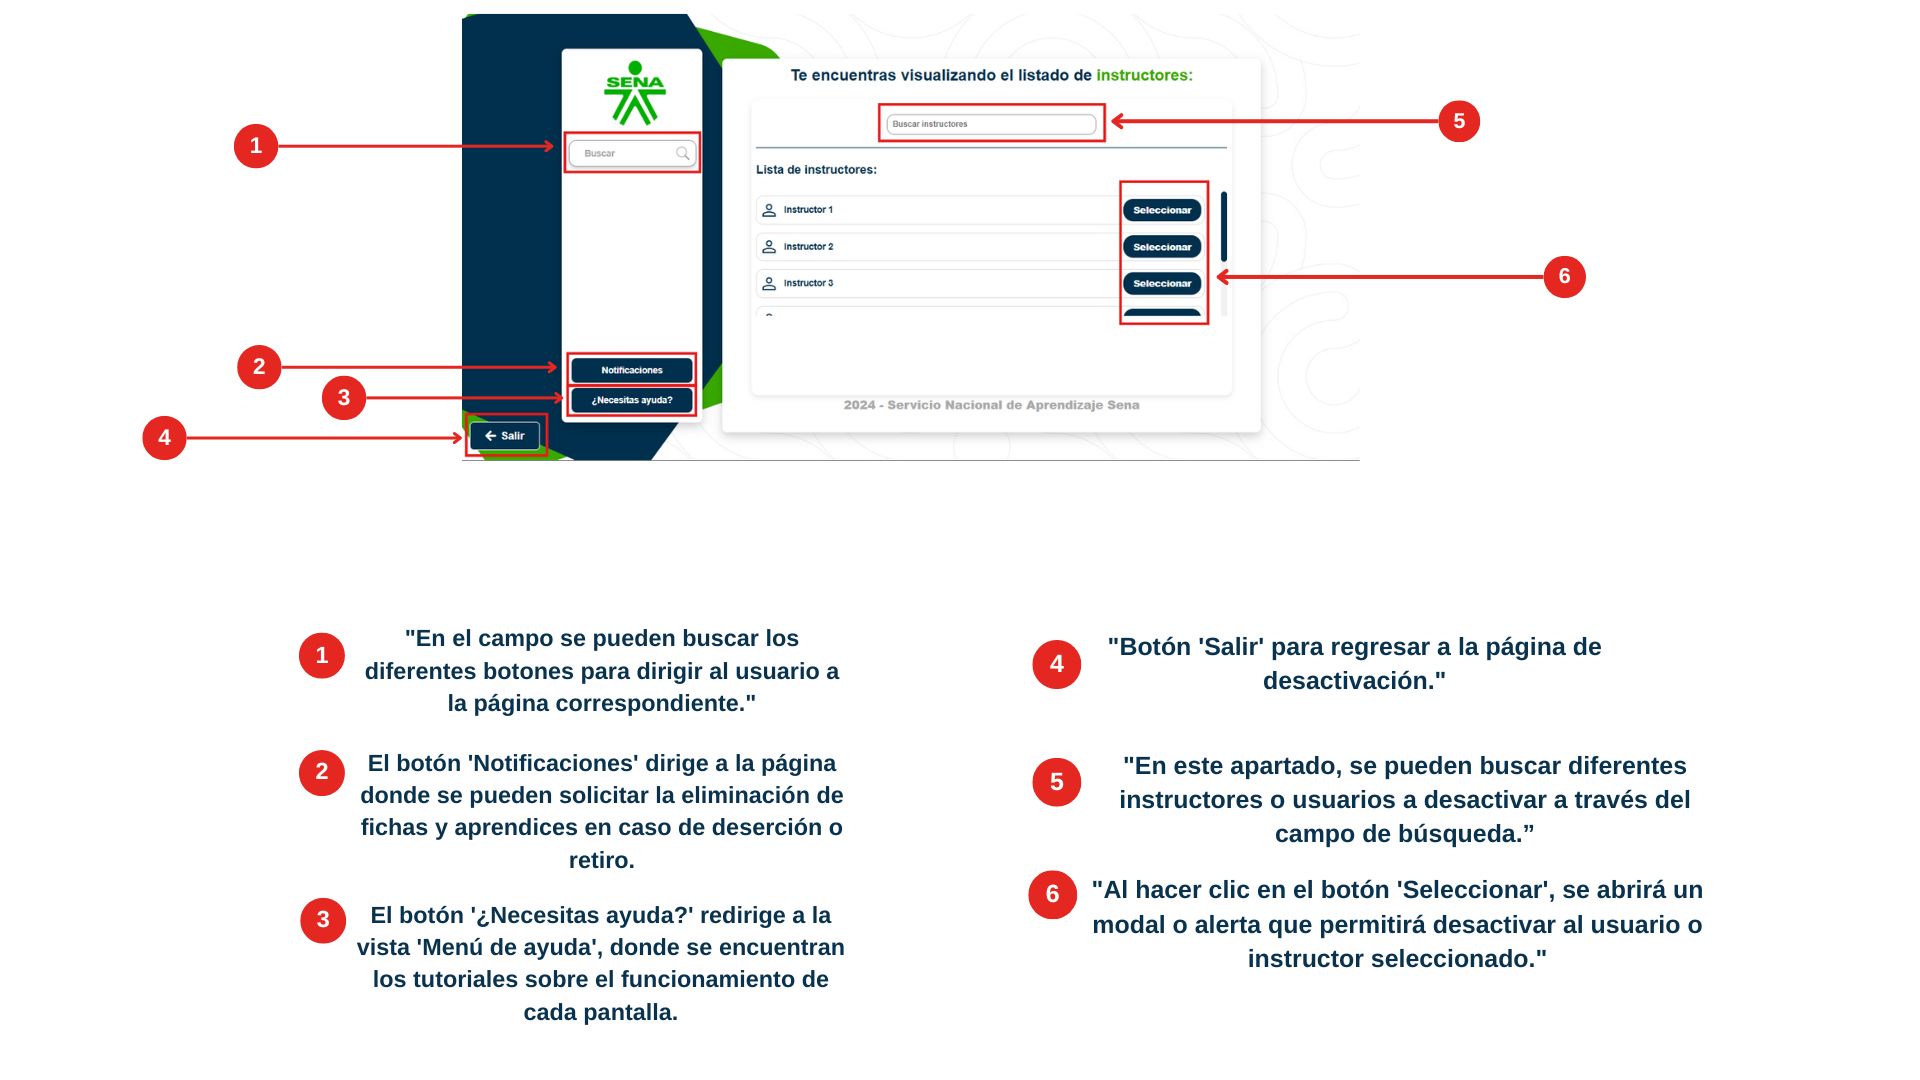 SENA
Te encuentras visualizando el listado de instructores:
1
Buscar
Buscar instructores
5
Lista de instructores:
Instructor 1
Seleccionar
Instructor 2
Seleccionar
Instructor 3
Seleccionar
6
2
Notificaciones
3
¿Necesitas ayuda?
2024 - Servicio Nacional de Aprendizaje Sena
4
Salir
1
"En el campo se pueden buscar los
diferentes botones para dirigir al usuario a
la página correspondiente."
2
El botón 'Notificaciones' dirige a la página
donde se pueden solicitar la eliminación de
fichas y aprendices en caso de deserción o
retiro.
3
El botón '¿Necesitas ayuda?' redirige a la
vista 'Menú de ayuda', donde se encuentran
los tutoriales sobre el funcionamiento de
cada pantalla.
4
"Botón 'Salir' para regresar a la página de
desactivación."
5
"En este apartado, se pueden buscar diferentes
instructores o usuarios a desactivar a través del
campo de búsqueda.”
6
"Al hacer clic en el botón 'Seleccionar', se abrirá un
modal o alerta que permitirá desactivar al usuario o
instructor seleccionado."